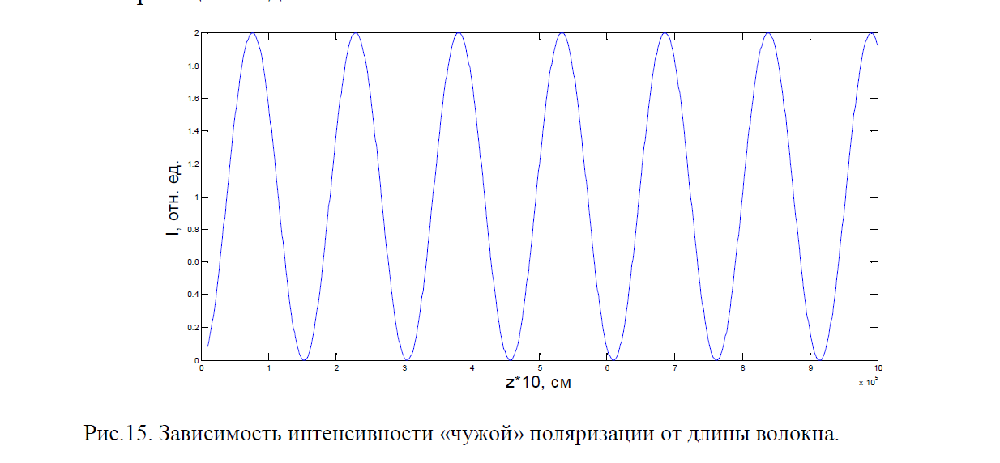 2
1.8
1.6
1.4
1.2
1
0.8
0.6
0.4
0.2
0
I, отн. ед.
0 1 2 3 4 5 6 7 8 9 10
z*10, см
x 10^5
Рис.15. Зависимость интенсивности «чужой» поляризации от длины волокна.